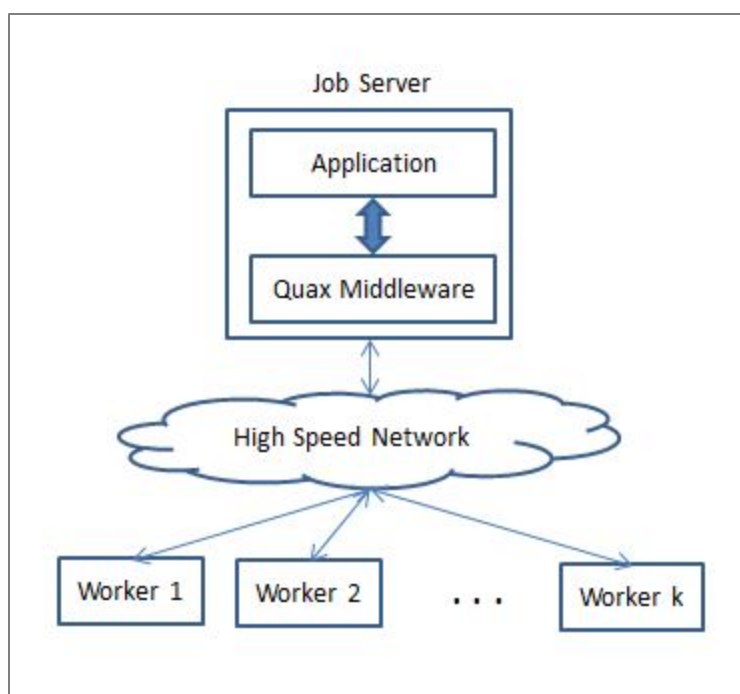 Job Server
Application
Quax Middleware
High Speed Network
Worker 1
Worker 2
. . .
Worker k